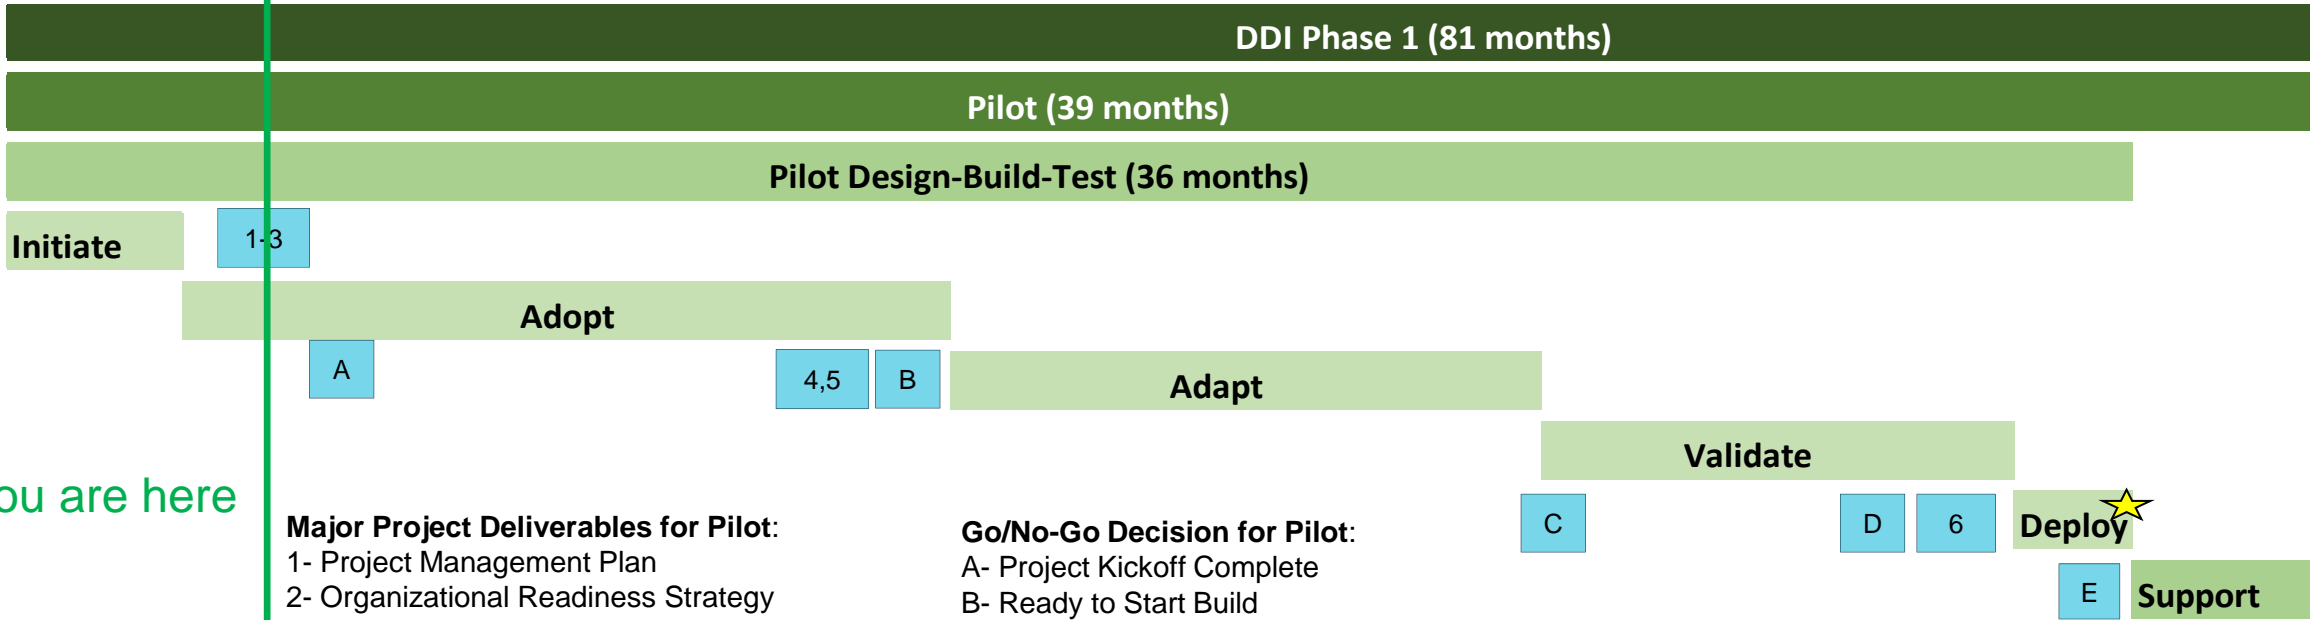 DDI Phase 1 (81 months)
Pilot (39 months)
Pilot Design-Build-Test (36 months)
Initiate
1-3
Adopt
A
4,5
B
Adapt
Validate
are here
C
D
6
Deploy
E
Support
Major Project Deliverables for Pilot:
1- Project Management Plan
2- Organizational Readiness Strategy
Go/No-Go Decision for Pilot:
A- Project Kickoff Complete
B- Ready to Start Build